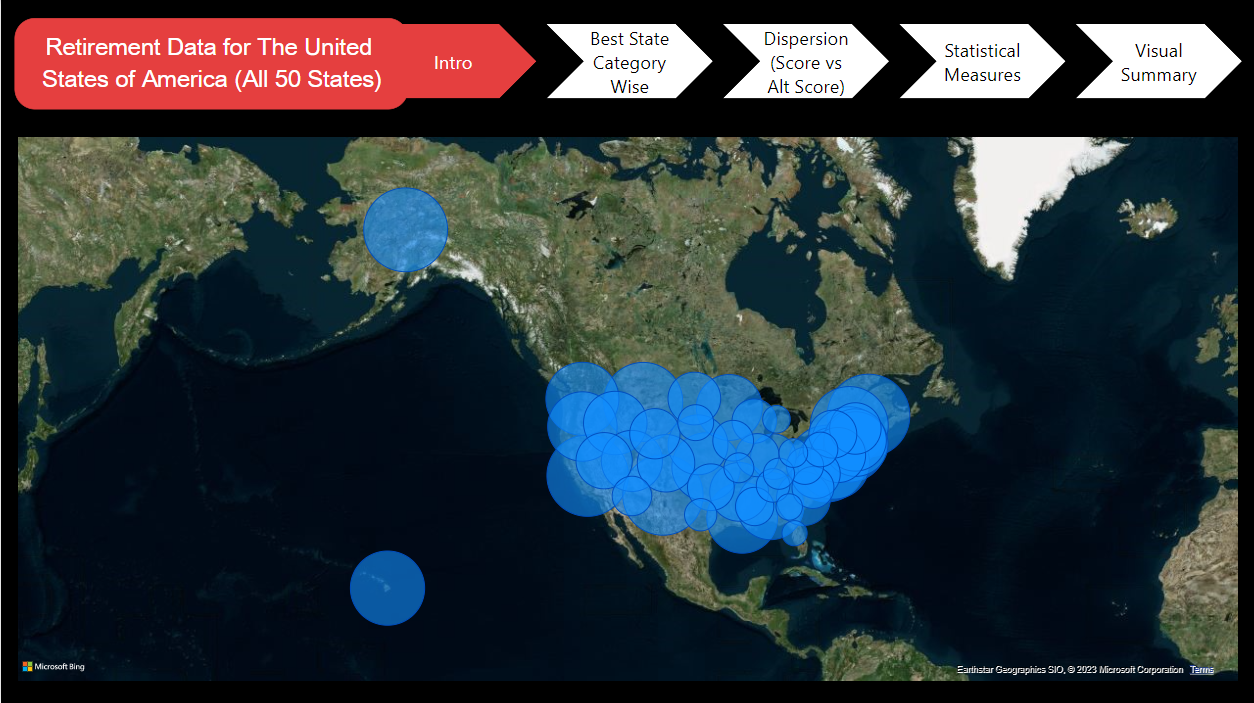 Retirement Data for The United
States of America (All 50 States)
Intro
Best State
Category
Wise
Dispersion
(Score vs
Alt Score)
Statistical
Measures
Visual
Summary
Microsoft Bing
Earthstar Geographics SIO, © 2023 Microsoft Corporation Terms